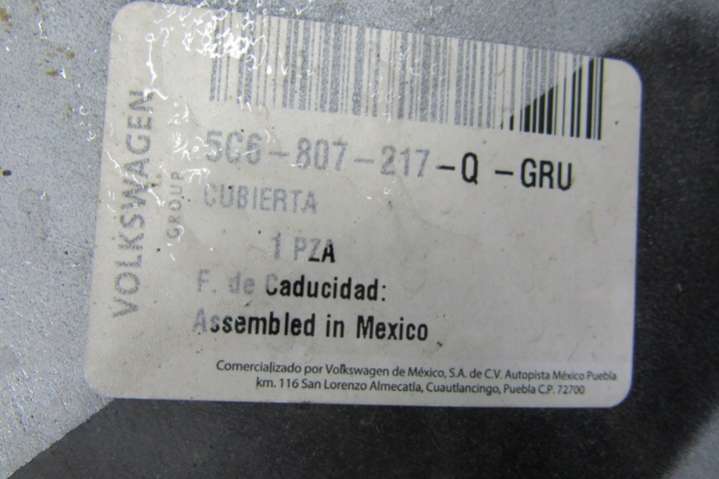 VOLKSWAGEN
GROUP
5C6-807-217-Q -GRU
CUBIERTA
1 PZA
F. de Caducidad:
Assembled in Mexico
Comercializado por Volkswagen de México, S.A. de C.V. Autopista México Puebla
km. 116 San Lorenzo Almecatla, Cuautlancingo, Puebla C.P. 72700